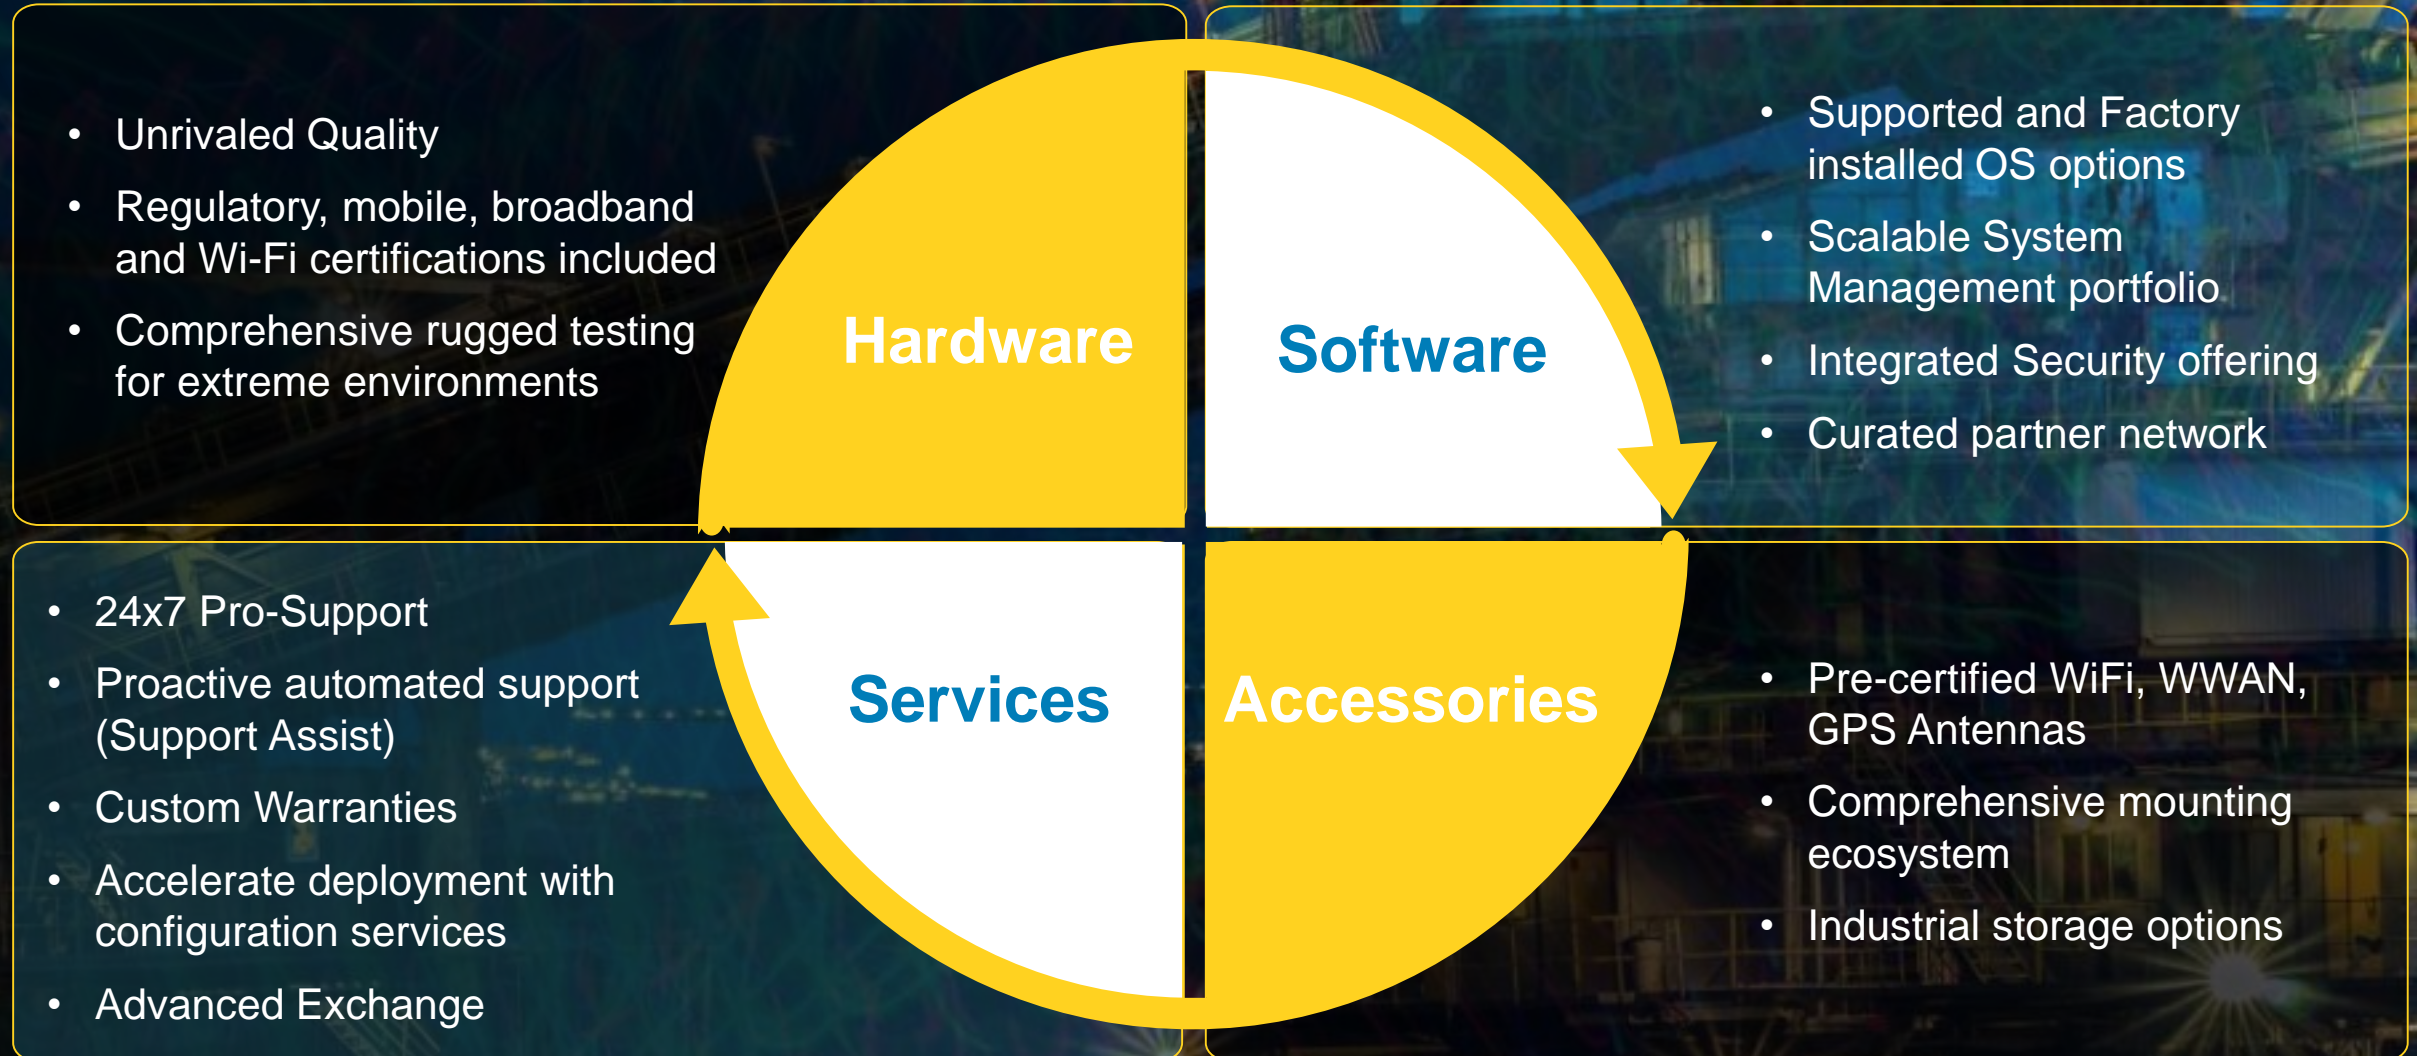 • Unrivaled Quality
• Regulatory, mobile, broadband
and Wi-Fi certifications included
• Comprehensive rugged testing
for extreme environments
Hardware
Software
• Supported and Factory
installed OS options
• Scalable System
Management portfolio
• Integrated Security offering
• Curated partner network
• 24x7 Pro-Support
• Proactive automated support
(Support Assist)
• Custom Warranties
• Accelerate deployment with
configuration services
• Advanced Exchange
Services
Accessories
• Pre-certified WiFi, WWAN,
GPS Antennas
• Comprehensive mounting
ecosystem
• Industrial storage options